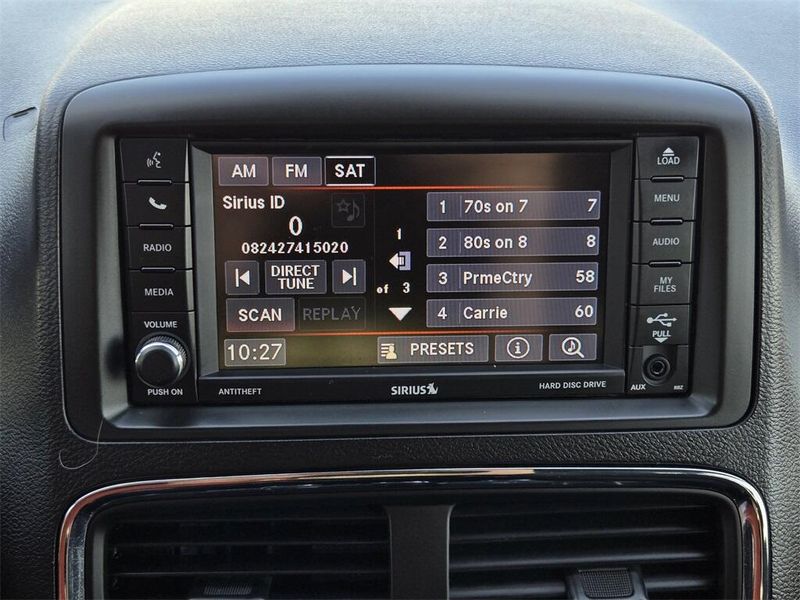 AM FM SAT
Sirius ID
0
082427415020
DIRECT
TUNE
SCAN REPLAY
10:27
1
of 3
1 70s on 7 7
2 80s on 8 8
3 PrmeCtry 58
4 Carrie 60
PRESETS
RADIO
MEDIA
VOLUME
PUSH ON
ANTITHEFT
SIRIUS
HARD DISC DRIVE
LOAD
MENU
AUDIO
MY
FILES
PULL
AUX
RBZ